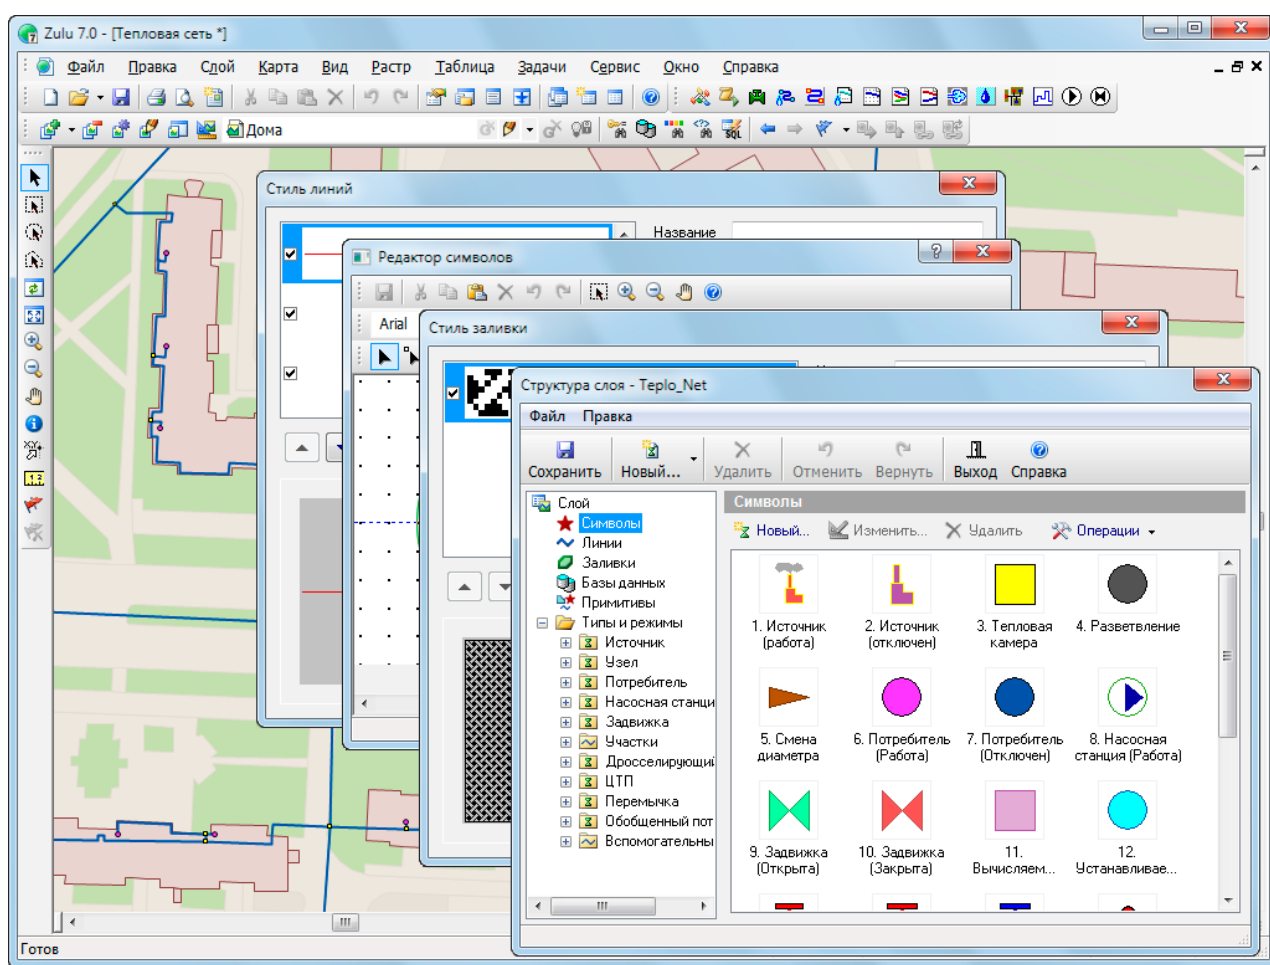 Zulu 7.0 - [Тепловая сеть *]
Файл Правка Слой Карта Вид Растр Таблица Задачи Сервис Окно Справка
Дома
Стиль линий
Название
Редактор символов
Arial
Стиль заливки
Структура слоя - Teplo_Net
Файл Правка
Сохранить Новый... Удалить Отменить Вернуть Выход Справка
Слой
Символы
Линии
Заливки
Базы данных
Примитивы
Типы и режимы
Источник
Узел
Потребитель
Насосная станци
Задвижка
Участки
Дросселирующий
ЦТП
Перемычка
Обобщенный пот
Вспомогательны
Символы
Новый... Изменить... Удалить Операции
1. Источник (работа)
2. Источник (отключен)
3. Тепловая камера
4. Разветвление
5. Смена диаметра
6. Потребитель (Работа)
7. Потребитель (Отключен)
8. Насосная станция (Работа)
9. Задвижка (Открыта)
10. Задвижка (Закрыта)
11. Вычисляем...
12. Устанавливае...
Готов